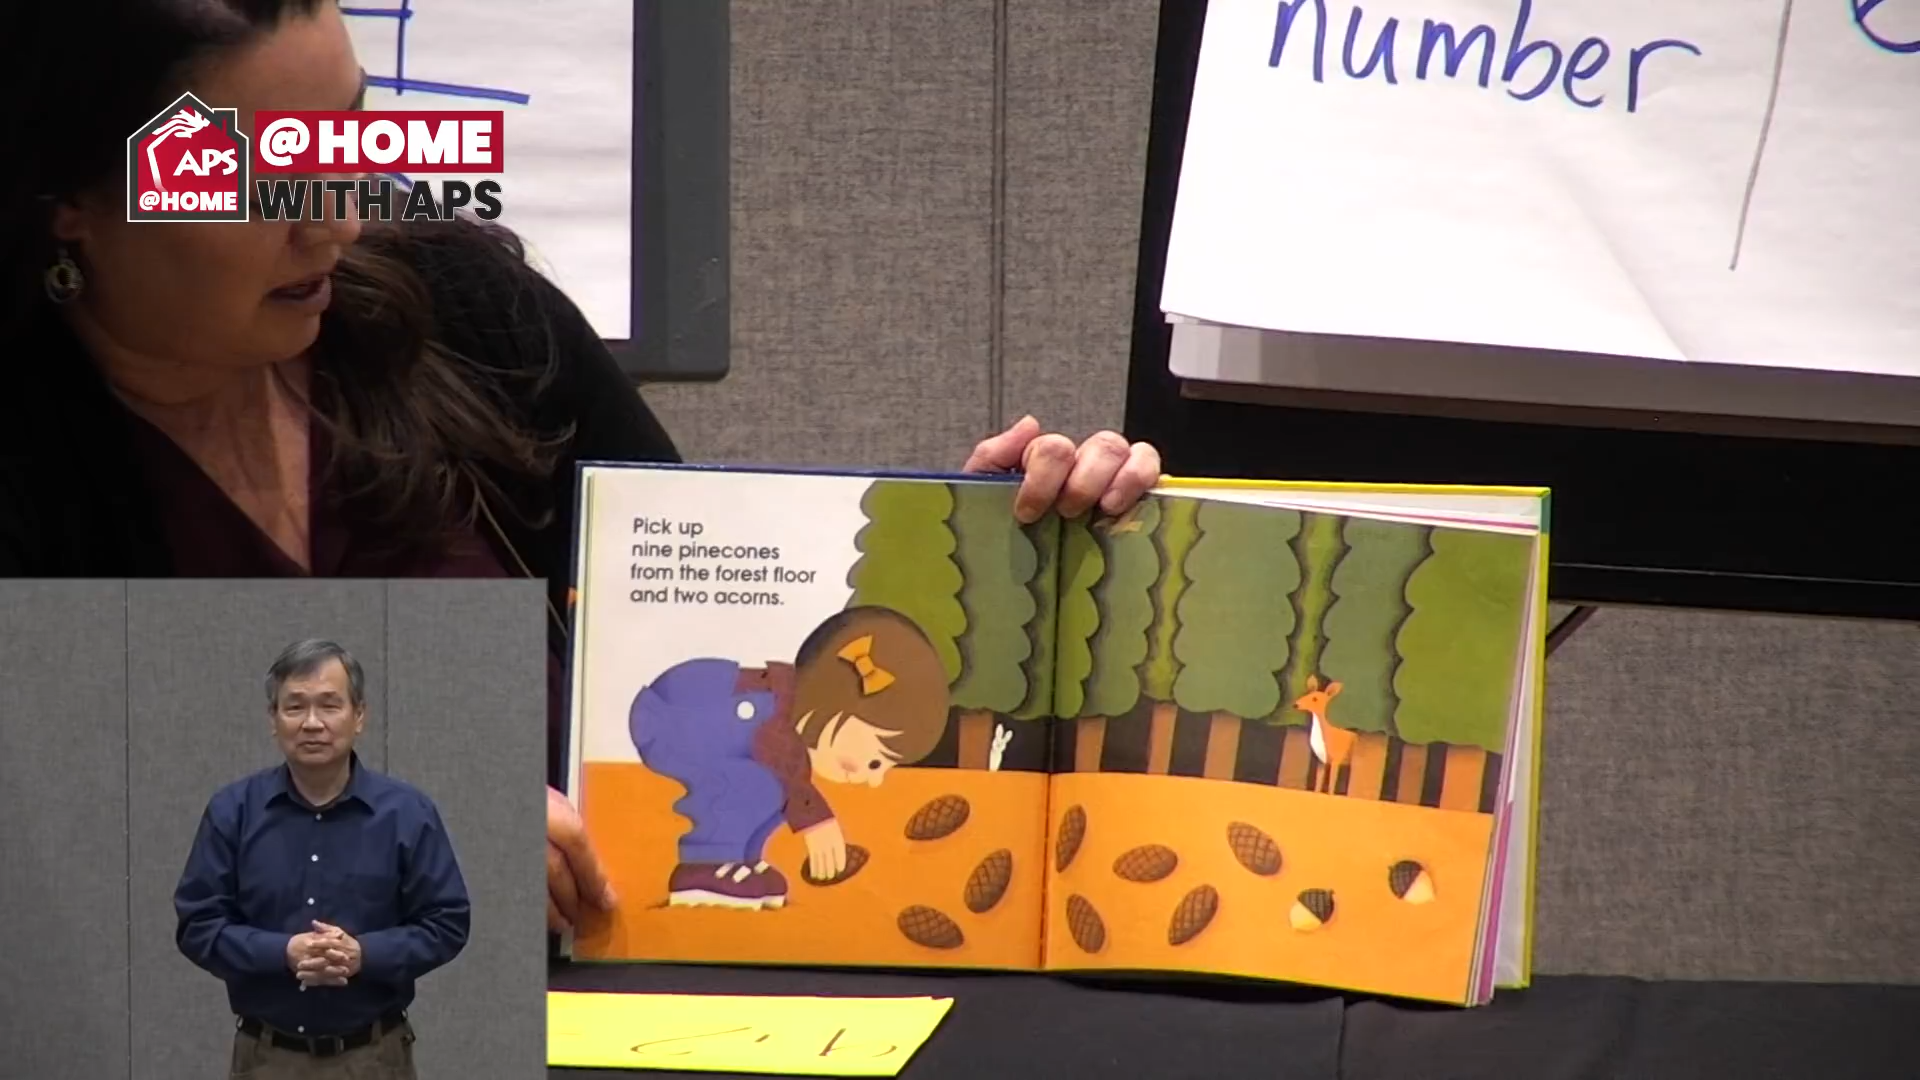 number
APS
@HOME
@HOME
WITH APS
Pick up
nine pinecones
from the forest floor
and two acorns.